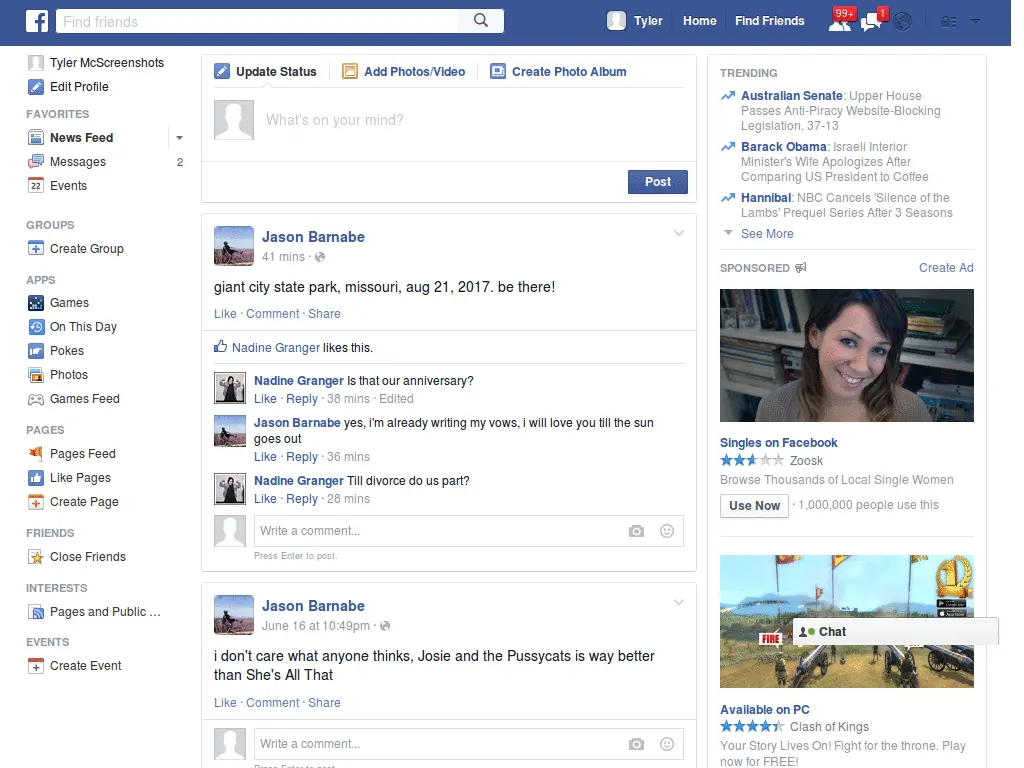 f
Find friends
Tyler
Home
Find Friends
99+
1
Tyler McScreenshots
Edit Profile
FAVORITES
News Feed
Messages 2
22 Events
GROUPS
Create Group
APPS
Games
On This Day
Pokes
Photos
Games Feed
PAGES
Pages Feed
Like Pages
Create Page
FRIENDS
Close Friends
INTERESTS
Pages and Public ...
EVENTS
Create Event
Update Status
Add Photos/Video
Create Photo Album
What's on your mind?
Post
Jason Barnabe
41 mins ·
giant city state park, missouri, aug 21, 2017. be there!
Like · Comment · Share
Nadine Granger likes this.
Nadine Granger Is that our anniversary?
Like · Reply · 38 mins · Edited
Jason Barnabe yes, i'm already writing my vows, i will love you till the sun
goes out
Like · Reply · 36 mins
Nadine Granger Till divorce do us part?
Like · Reply · 28 mins
Write a comment...
Press Enter to post.
Jason Barnabe
June 16 at 10:49pm ·
i don't care what anyone thinks, Josie and the Pussycats is way better
than She's All That
Like · Comment · Share
Write a comment...
Press Enter to post.
TRENDING
Australian Senate: Upper House
Passes Anti-Piracy Website-Blocking
Legislation, 37-13
Barack Obama: Israeli Interior
Minister's Wife Apologizes After
Comparing US President to Coffee
Hannibal: NBC Cancels 'Silence of the
Lambs' Prequel Series After 3 Seasons
See More
SPONSORED
Create Ad
Singles on Facebook
Zoosk
Browse Thousands of Local Single Women
Use Now · 1,000,000 people use this
1
FIRE
Chat
Available on PC
Clash of Kings
Your Story Lives On! Fight for the throne. Play
now for FREE!